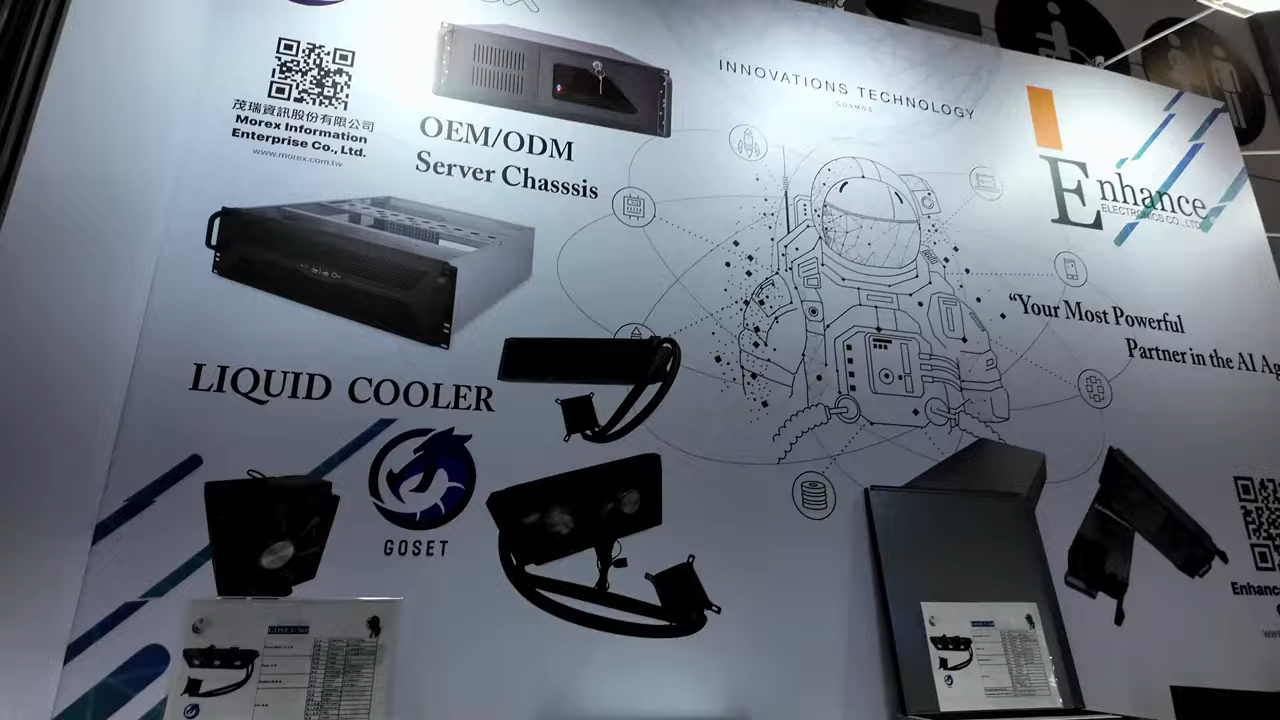 茂瑞資訊股份有限公司
Morex Information
Enterprise Co., Ltd.
www.morex.com.tw
OEM/ODM
Server Chasssis
INNOVATIONS TECHNOLOGY
COSMOS
Enhance
ELECTRONICS CO., LTD
“Your Most Powerful
Partner in the AI Ag
LIQUID COOLER
GOSET
Enhanc